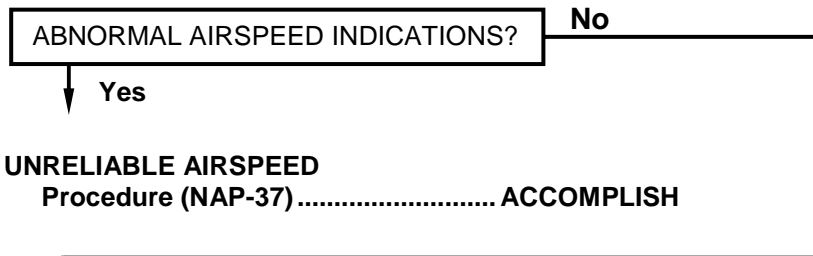 ABNORMAL AIRSPEED INDICATIONS?
No
Yes
UNRELIABLE AIRSPEED
Procedure (NAP-37) ........................... ACCOMPLISH